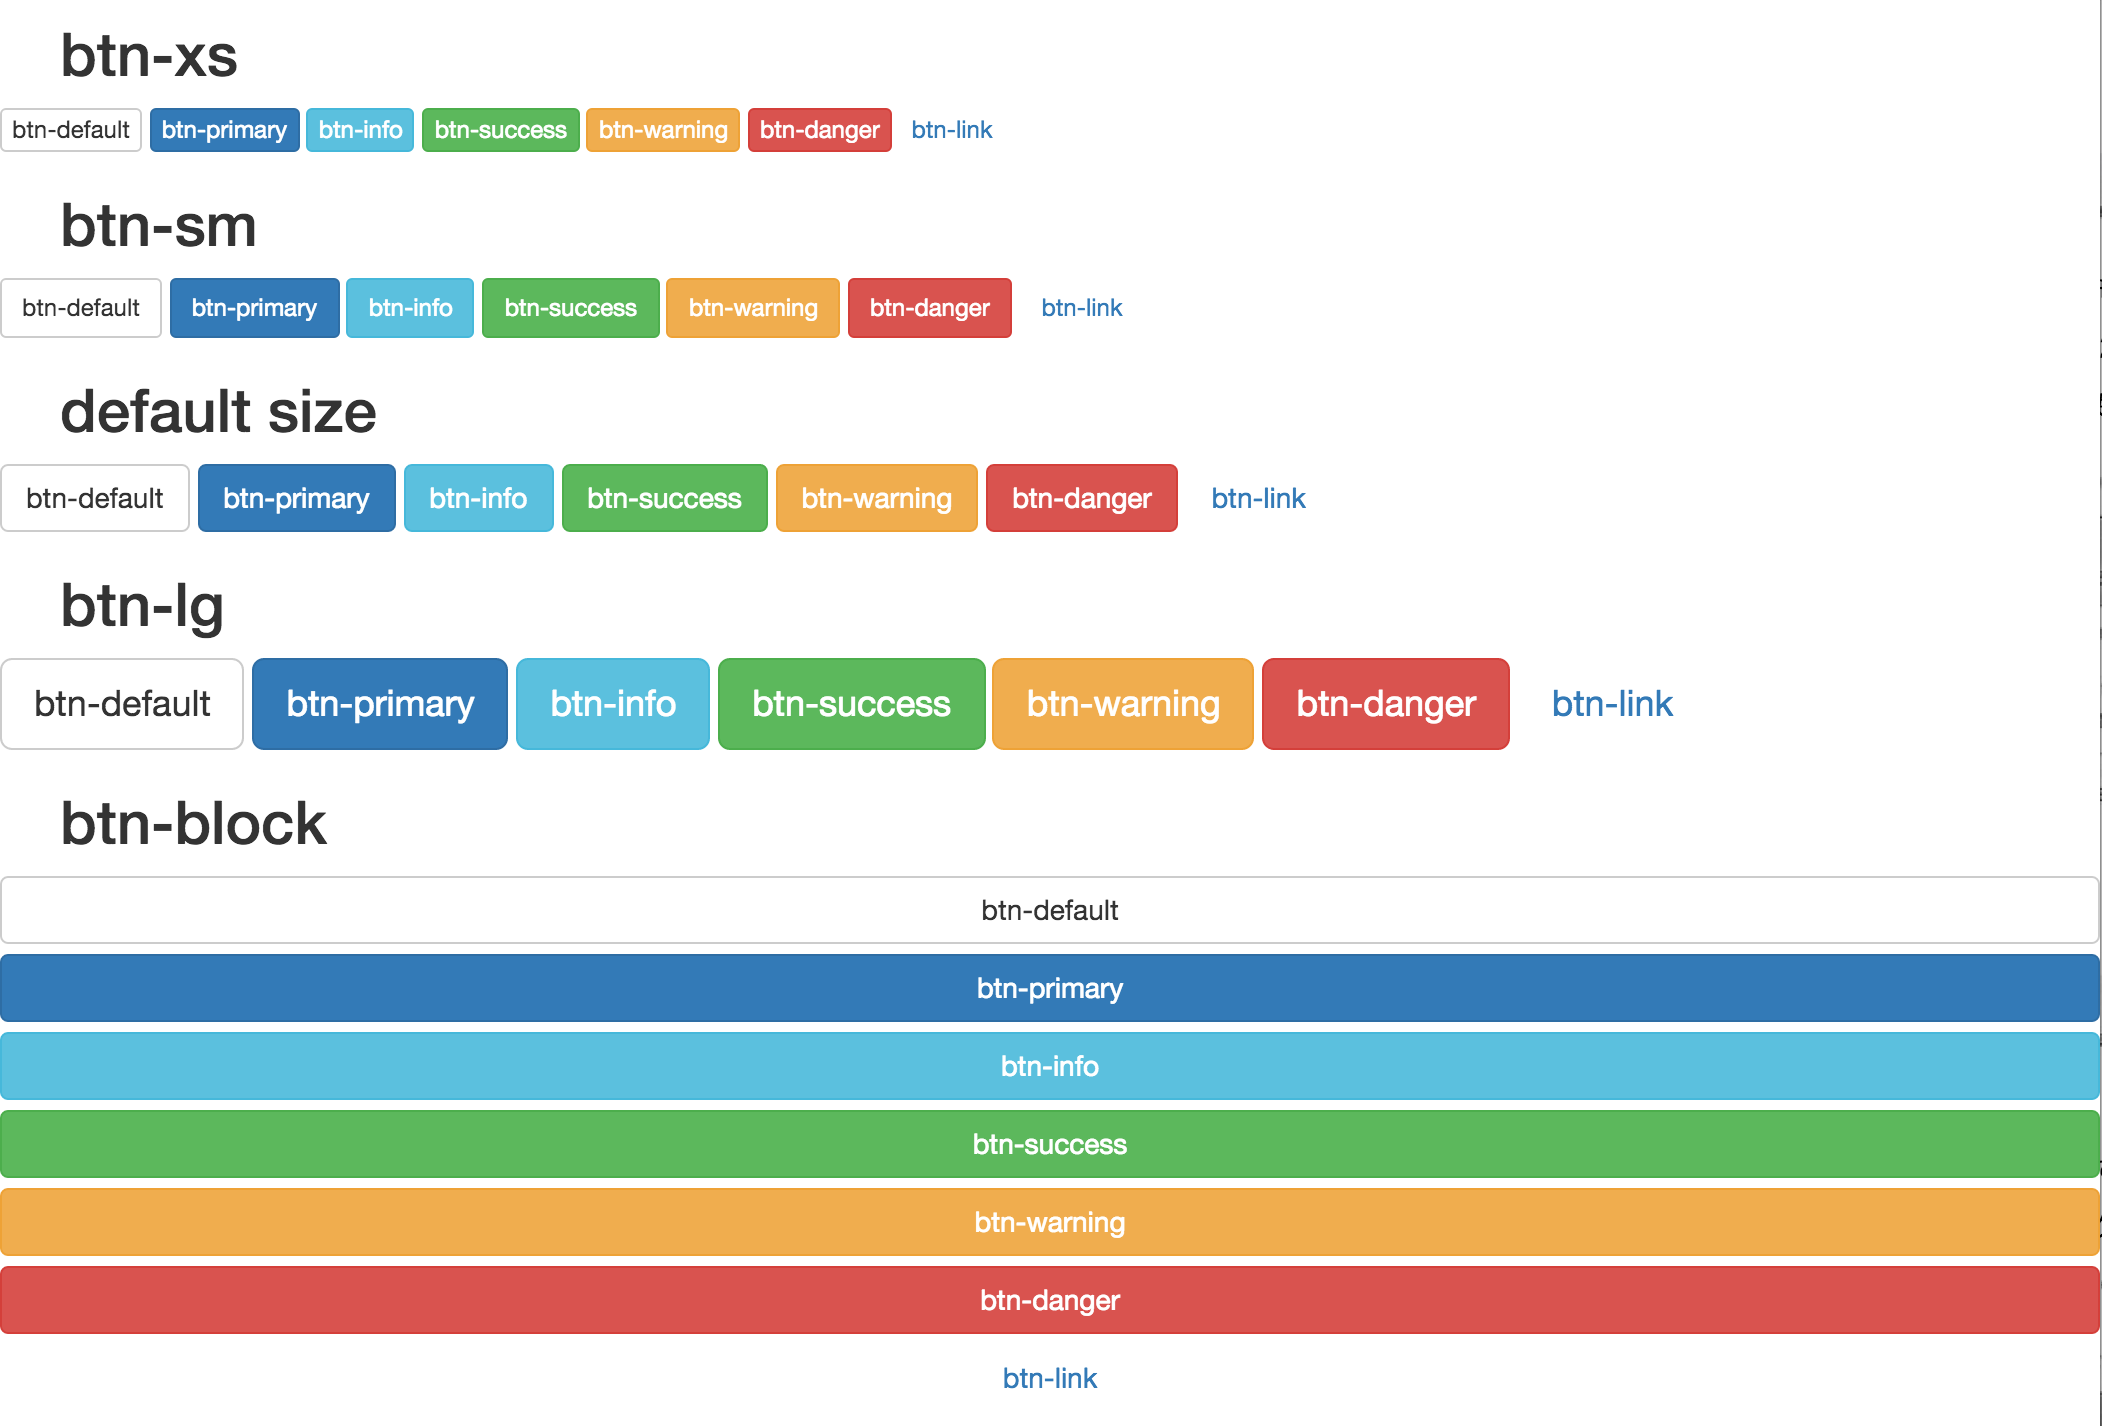 btn-xs
btn-default btn-primary btn-info btn-success btn-warning btn-danger btn-link
btn-sm
btn-default btn-primary btn-info btn-success btn-warning btn-danger btn-link
default size
btn-default btn-primary btn-info btn-success btn-warning btn-danger btn-link
btn-lg
btn-default btn-primary btn-info btn-success btn-warning btn-danger btn-link
btn-block
btn-default
btn-primary
btn-info
btn-success
btn-warning
btn-danger
btn-link